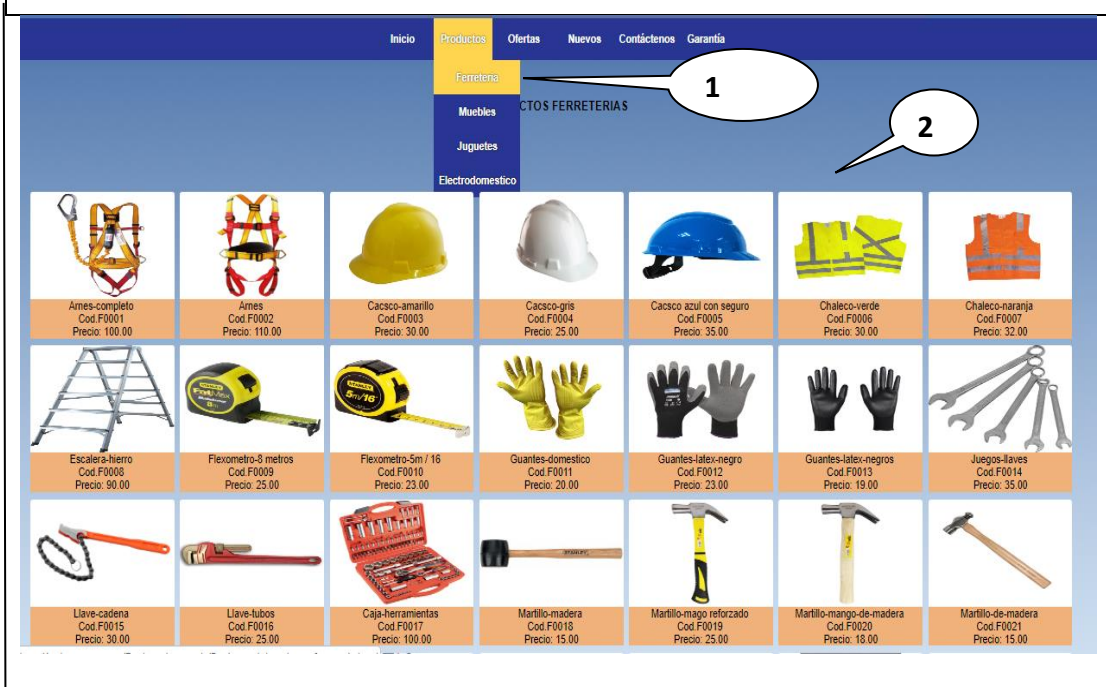 Inicio Productos Ofertas Nuevos Contáctenos Garantía
Ferreteria
1
CTOS FERRETERIAS
2
Muebles
Juguetes
Electrodomestico
Arnes-completo
Cod.F0001
Precio: 100.00
Arnes
Cod.F0002
Precio: 110.00
Cacsco-amarillo
Cod.F0003
Precio: 30.00
Cacsco-gris
Cod.F0004
Precio: 25.00
Cacsco azul con seguro
Cod.F0005
Precio: 35.00
Chaleco-verde
Cod.F0006
Precio: 30.00
Chaleco-naranja
Cod.F0007
Precio: 32.00
STANLEY
5m/16'
Escalera-hierro
Cod.F0008
Precio: 90.00
Flexometro-8 metros
Cod.F0009
Precio: 25.00
Flexometro-5m / 16
Cod.F0010
Precio: 23.00
Guantes-domestico
Cod.F0011
Precio: 20.00
Guantes-latex-negro
Cod.F0012
Precio: 23.00
Guantes-latex-negros
Cod.F0013
Precio: 19.00
Juegos-llaves
Cod.F0014
Precio: 35.00
STANLEY
Llave-cadena
Cod.F0015
Precio: 30.00
Llave-tubos
Cod.F0016
Precio: 25.00
Caja-herramientas
Cod.F0017
Precio: 100.00
Martillo-madera
Cod.F0018
Precio: 15.00
Martillo-mago reforzado
Cod.F0019
Precio: 25.00
Martillo-mango-de-madera
Cod.F0020
Precio: 18.00
Martillo-de-madera
Cod.F0021
Precio: 15.00